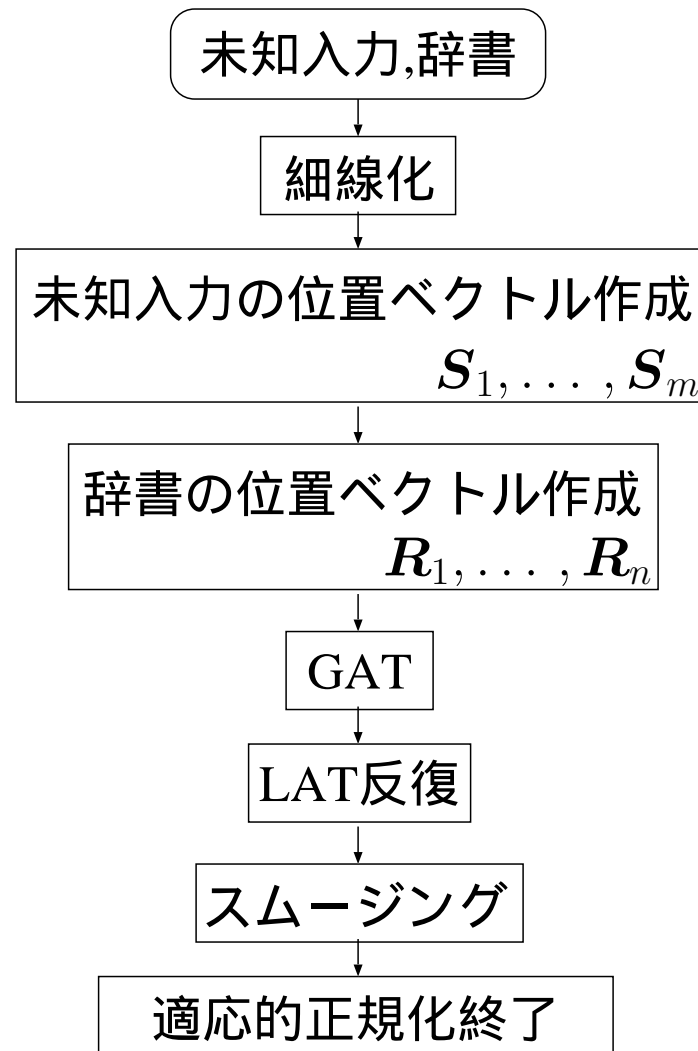 未知入力,辞書
細線化
未知入力の位置ベクトル作成
S₁, . . . , Sₘ
辞書の位置ベクトル作成
R₁, . . . , Rₙ
GAT
LAT反復
スムージング
適応的正規化終了